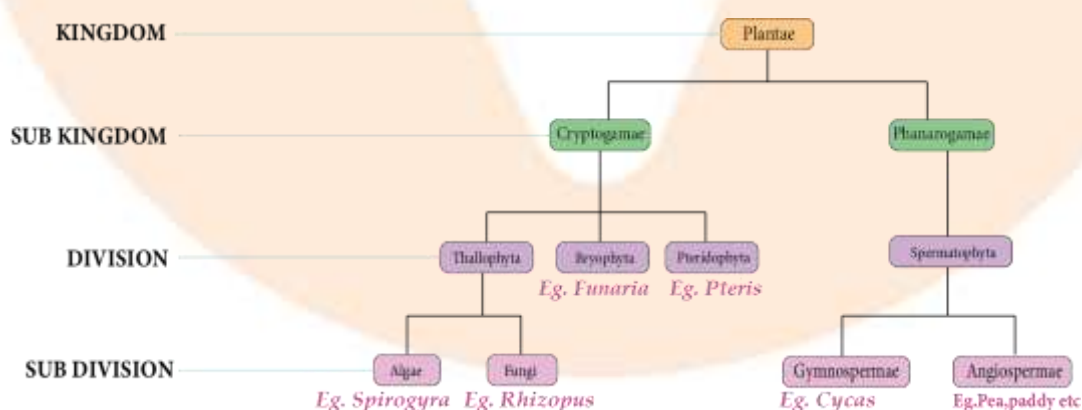 KINGDOM Plantae
SUB KINGDOM Cryptogamae Phanarogamae
DIVISION Thallophyta Bryophyta Pteridophyta Spermatophyta
Eg. Funaria Eg. Pteris
SUB DIVISION Algae Fungi Gymnospermae Angiospermae
Eg. Spirogyra Eg. Rhizopus Eg. Cycas Eg.Pea,paddy etc